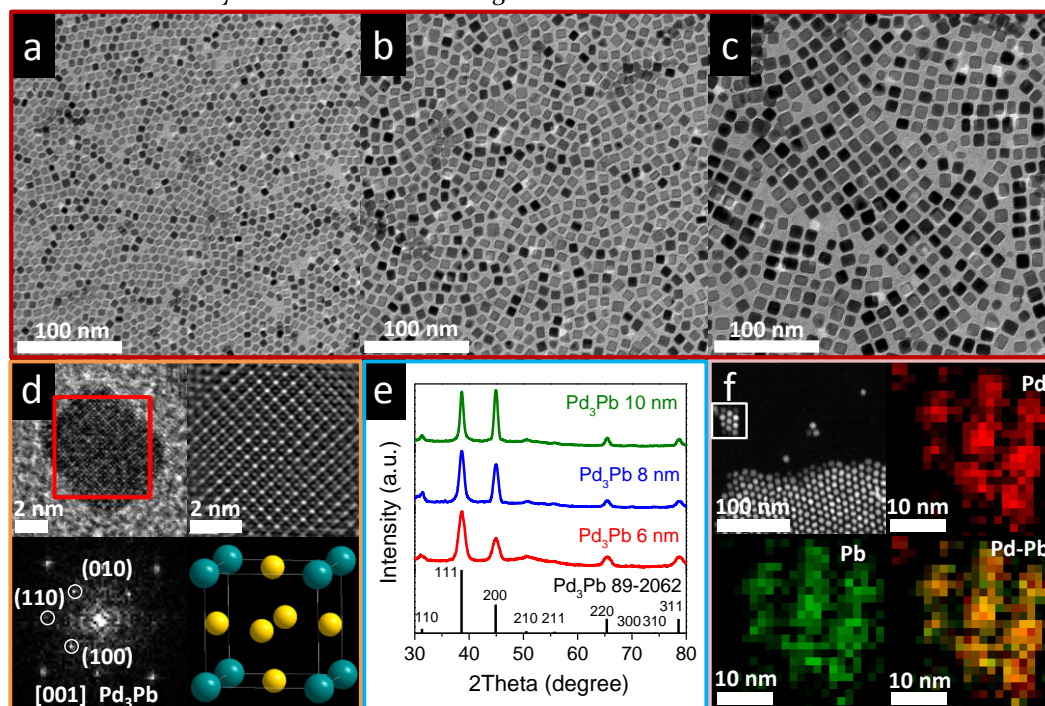 a
b
c
100 nm
100 nm
100 nm
d
2 nm
2 nm
(010)
(110)
(100)
[001] Pd₃Pb
e
Intensity (a.u.)
Pd₃Pb 10 nm
Pd₃Pb 8 nm
Pd₃Pb 6 nm
Pd₃Pb 89-2062
110
111
200
210
211
220
300
310
311
30 40 50 60 70 80
2Theta (degree)
f
100 nm
Pd
10 nm
Pb
10 nm
Pd-Pb
10 nm